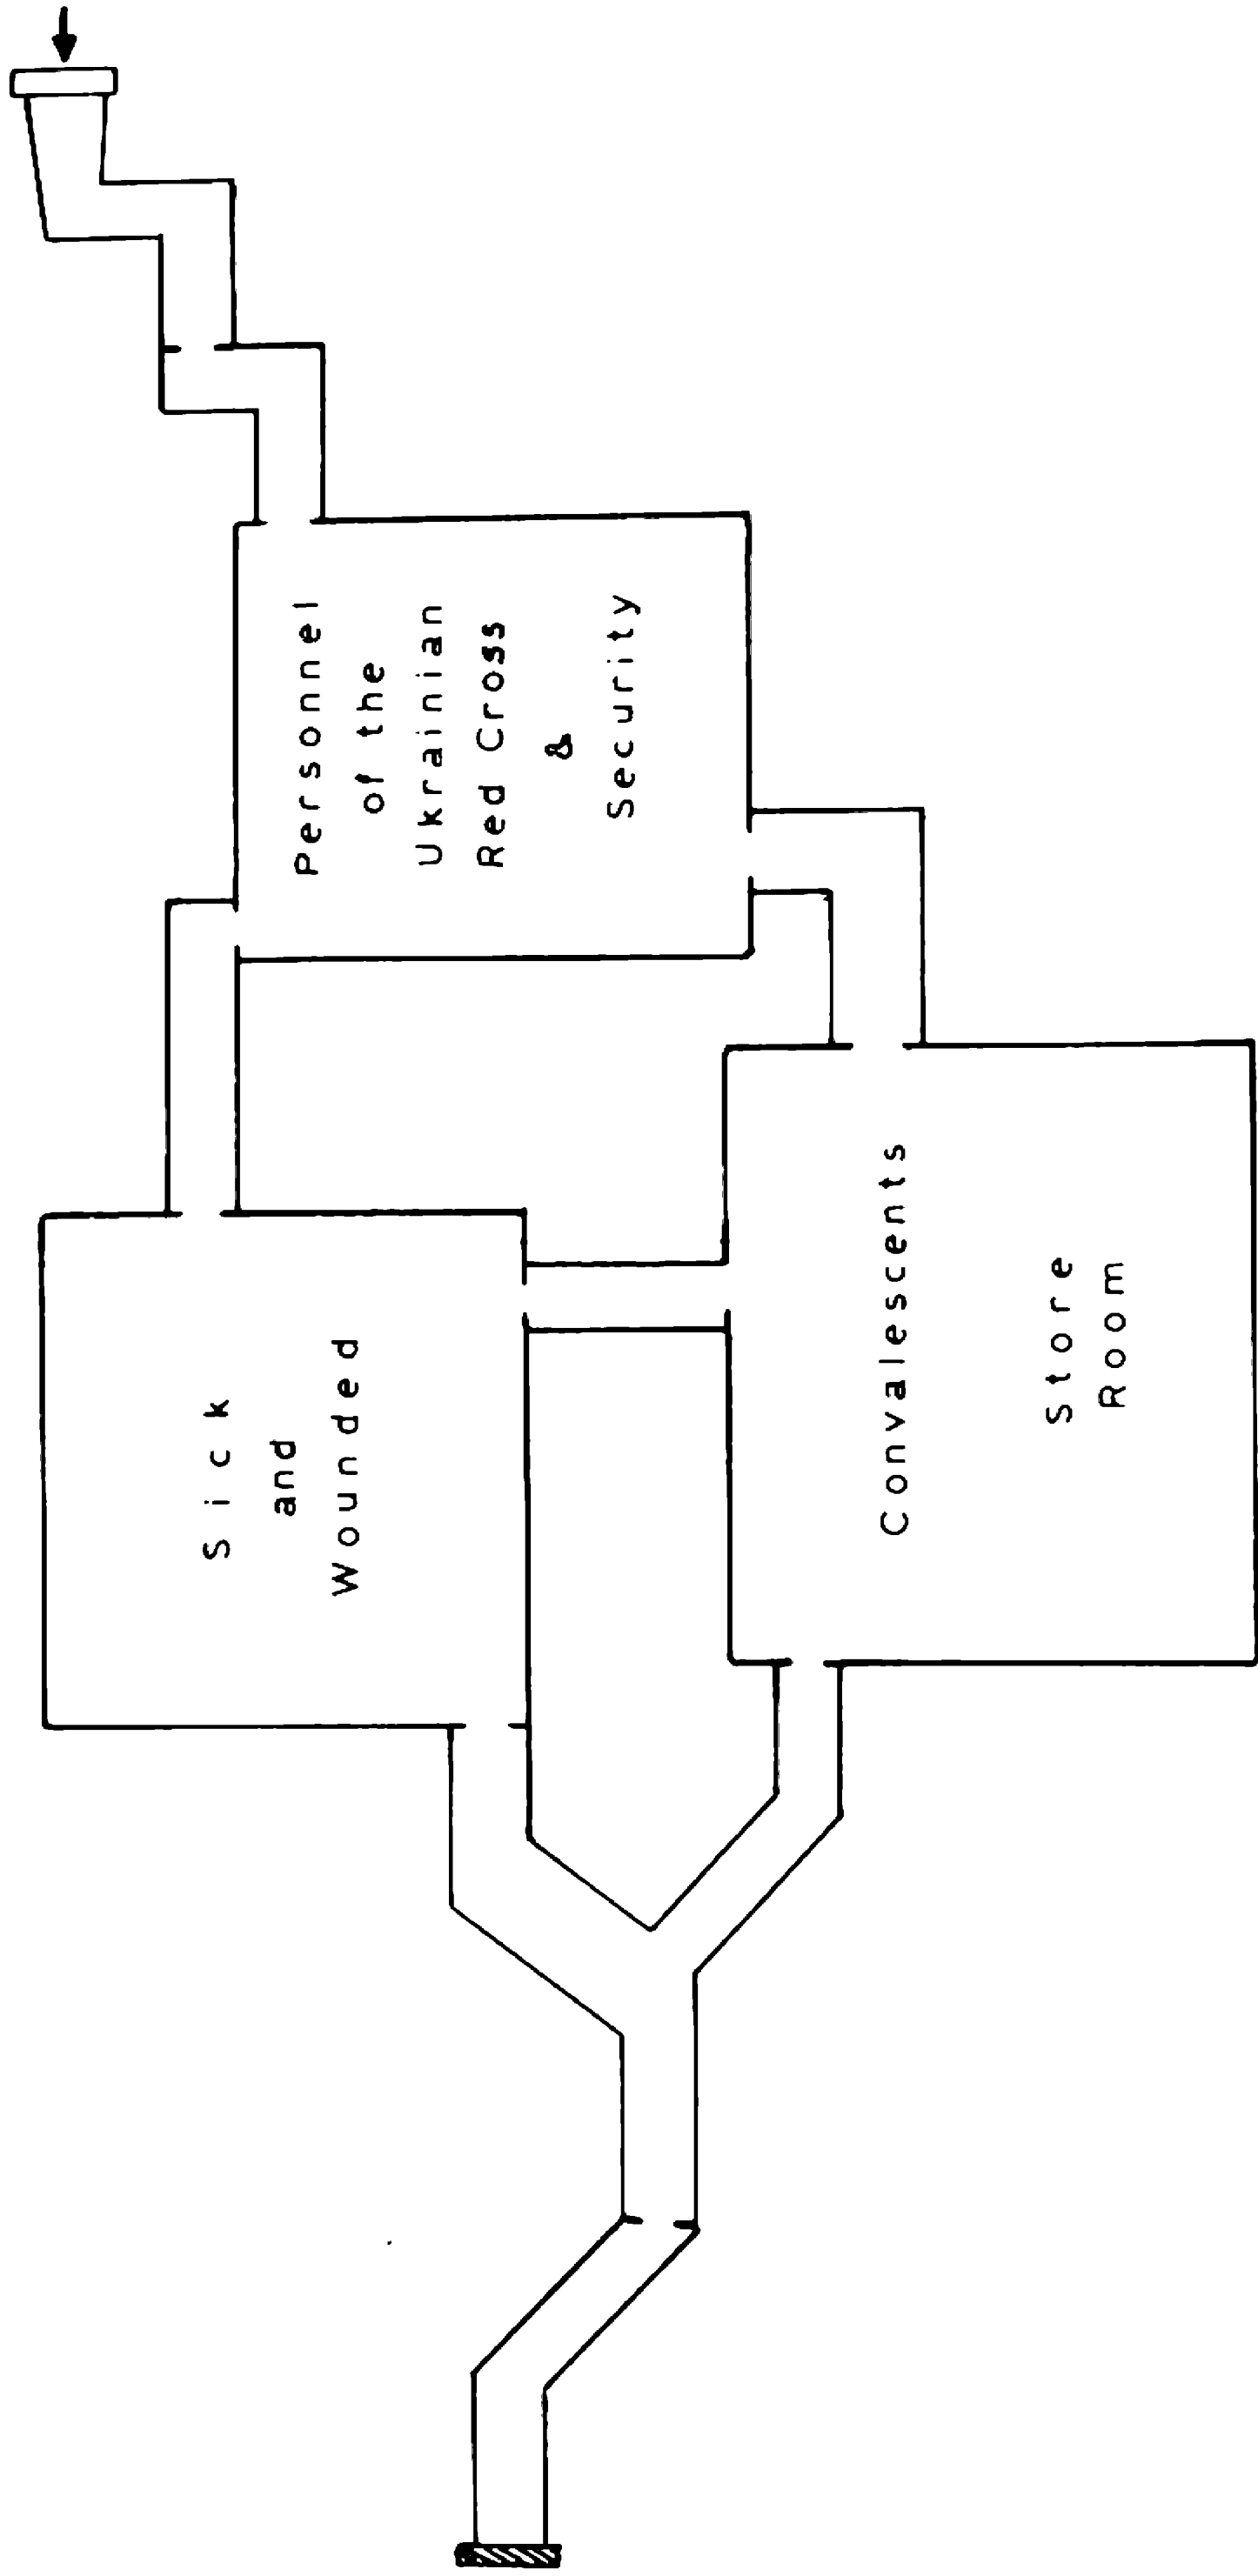 Sick
and
Wounded
Personnel
of the
Ukrainian
Red Cross
&
Security
Convalescents
Store
Room